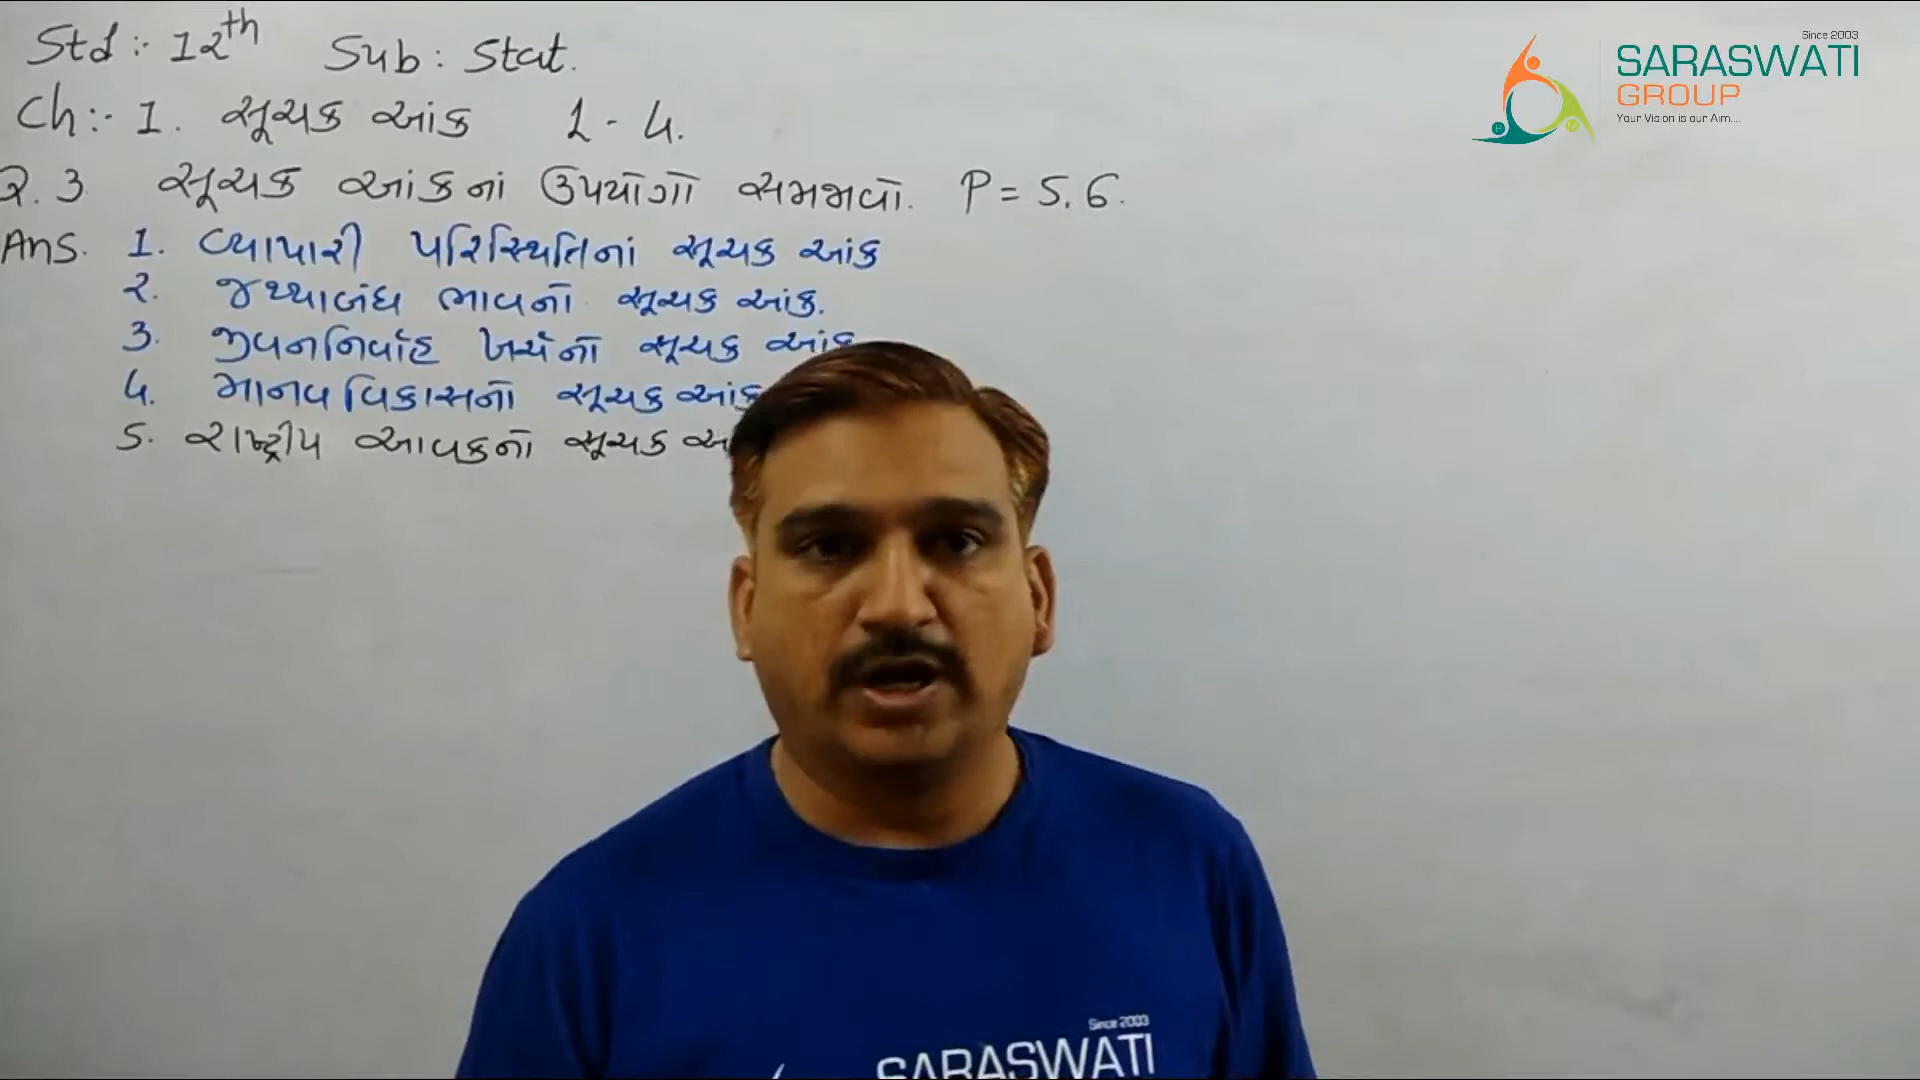 Std :- 12th Sub : Stat.
Ch :- 1. સૂચક આંક 1 - 4.
Q. 3 સૂચક આંકનાં ઉપયોગો સમજાવો. P = 5, 6.
Ans. 1. વ્યાપારી પરિસ્થિતિનાં સૂચક આંક
૨. જથ્થાબંધ ભાવનો સૂચક આંક.
3. જીવનનિર્વાહ ખર્ચનો સૂચક આંક
૪. માનવ વિકાસનો સૂચક આંક
5. રાષ્ટ્રીય આવકનો સૂચક
Since 2003
SARASWATI
GROUP
Your Vision is our Aim....
Since 2003
SARASWATI